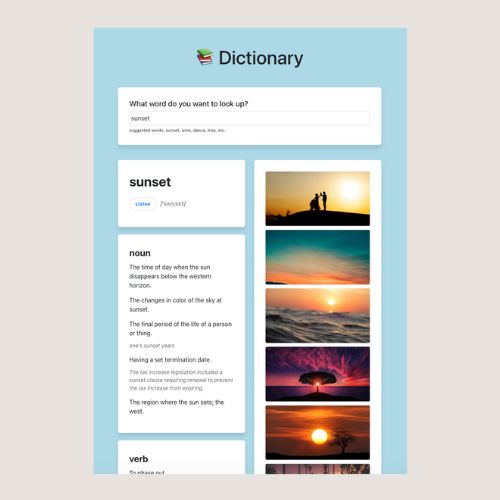 📚 Dictionary
What word do you want to look up?
sunset
suggested words: sunset, wine, dance, tree, etc.
sunset
Listen /ˈsʌnˌsɛt/
noun
The time of day when the sun
disappears below the western
horizon.
The changes in color of the sky at
sunset.
The final period of the life of a person
or thing.
one's sunset years
Having a set termination date.
The tax increase legislation included a
sunset clause requiring renewal to prevent
the tax increase from expiring.
The region where the sun sets; the
west.
verb
To phase out.